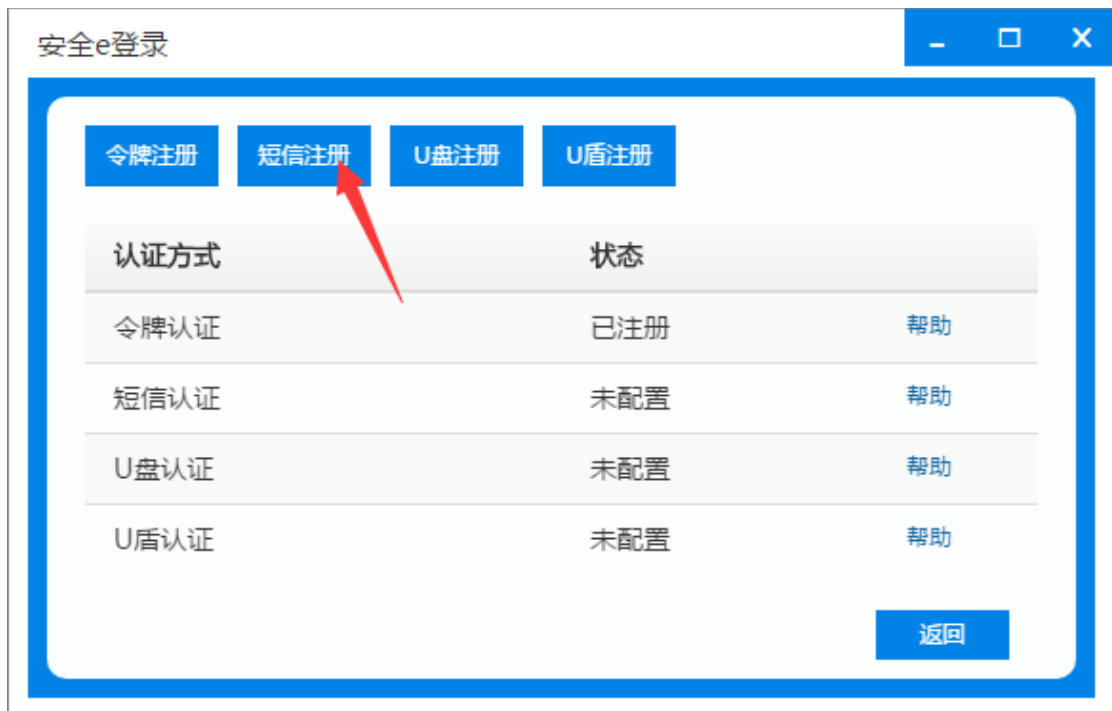 安全e登录
令牌注册 短信注册 U盘注册 U盾注册
认证方式 状态
令牌认证 已注册 帮助
短信认证 未配置 帮助
U盘认证 未配置 帮助
U盾认证 未配置 帮助
返回